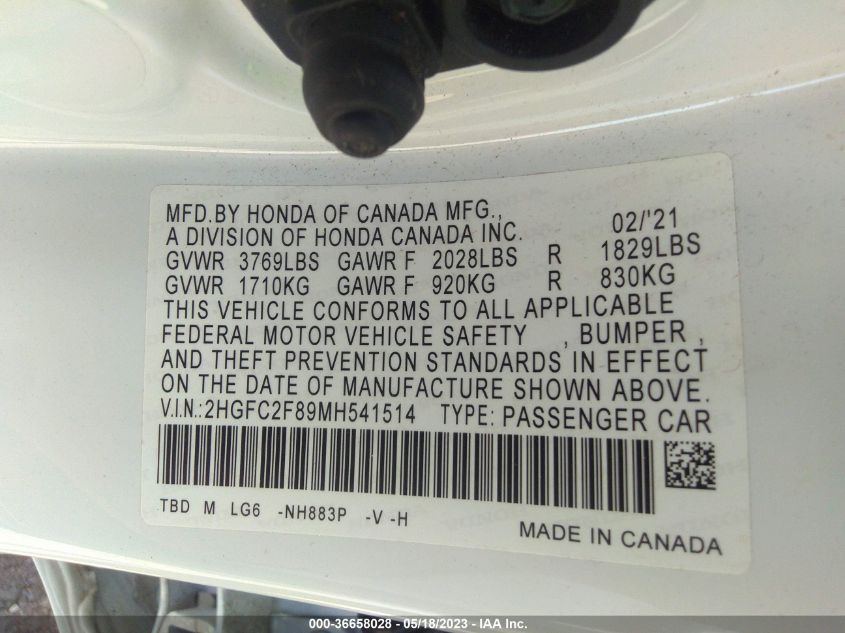 MFD.BY HONDA OF CANADA MFG., 02/'21
A DIVISION OF HONDA CANADA INC.
GVWR 3769LBS GAWR F 2028LBS R 1829LBS
GVWR 1710KG GAWR F 920KG R 830KG
THIS VEHICLE CONFORMS TO ALL APPLICABLE
FEDERAL MOTOR VEHICLE SAFETY , BUMPER ,
AND THEFT PREVENTION STANDARDS IN EFFECT
ON THE DATE OF MANUFACTURE SHOWN ABOVE.
V.I.N.:2HGFC2F89MH541514 TYPE: PASSENGER CAR
TBD M LG6 -NH883P -V -H
MADE IN CANADA
000-36658028 - 05/18/2023 - IAA Inc.